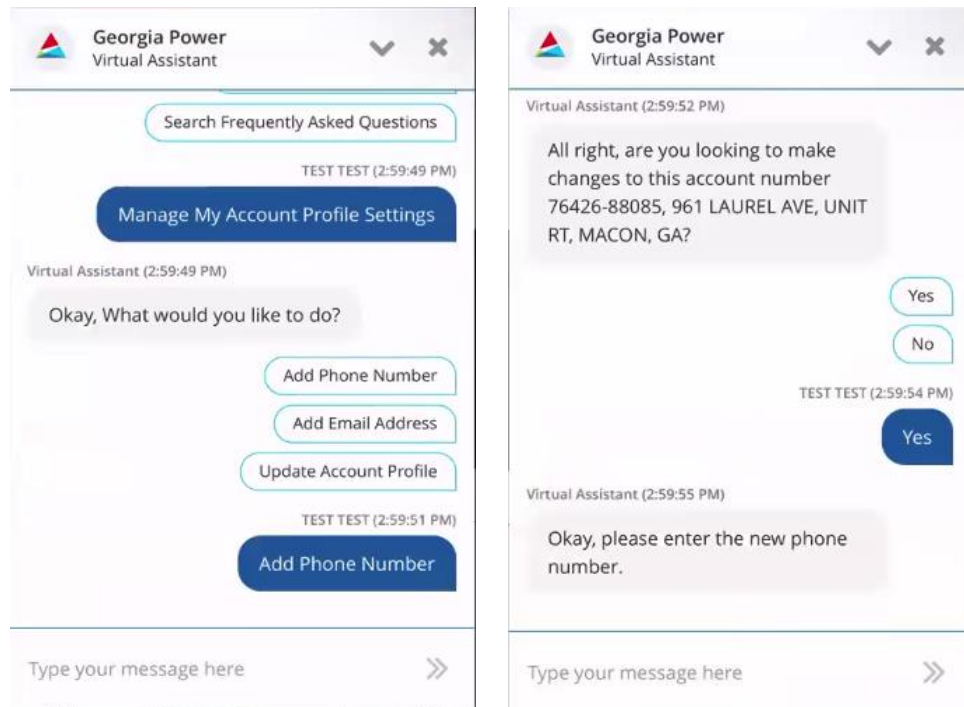 Georgia Power
Virtual Assistant
Search Frequently Asked Questions
TEST TEST (2:59:49 PM)
Manage My Account Profile Settings
Virtual Assistant (2:59:49 PM)
Okay, What would you like to do?
Add Phone Number
Add Email Address
Update Account Profile
TEST TEST (2:59:51 PM)
Add Phone Number
Type your message here
Georgia Power
Virtual Assistant
Virtual Assistant (2:59:52 PM)
All right, are you looking to make
changes to this account number
76426-88085, 961 LAUREL AVE, UNIT
RT, MACON, GA?
Yes
No
TEST TEST (2:59:54 PM)
Yes
Virtual Assistant (2:59:55 PM)
Okay, please enter the new phone
number.
Type your message here